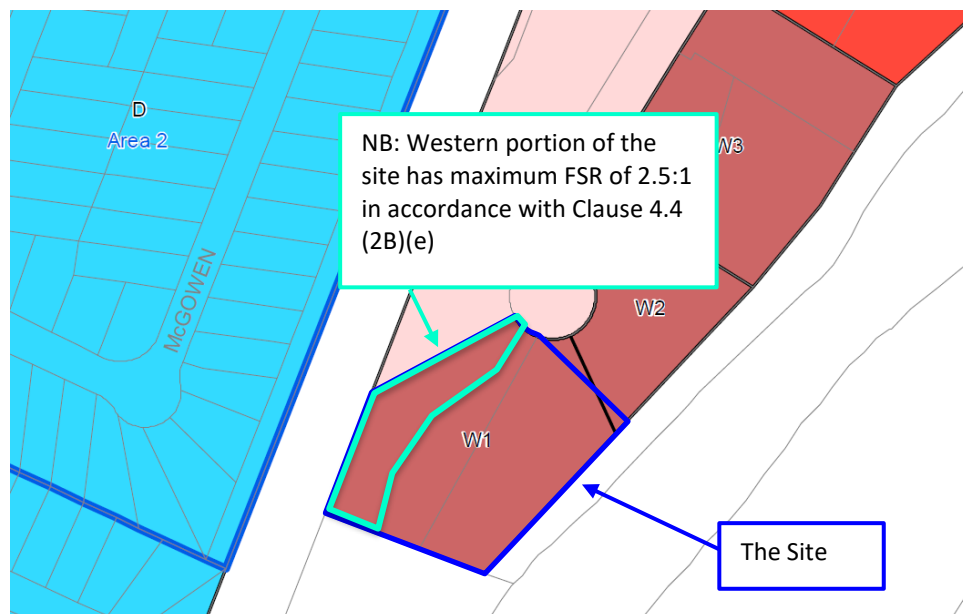 D
Area 2
NB: Western portion of the
site has maximum FSR of 2.5:1
in accordance with Clause 4.4
(2B)(e)
W3
McGOWEN
W2
W1
The Site